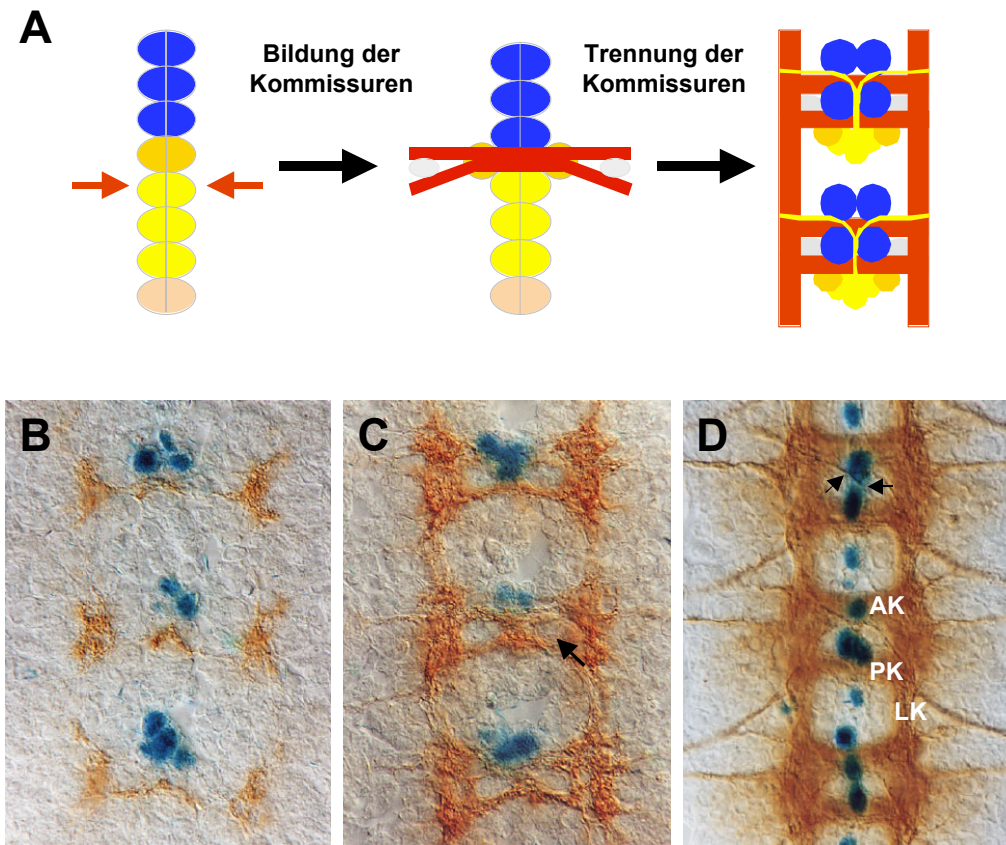 A
Bildung der
Kommissuren
Trennung der
Kommissuren
B
C
D
AK
PK
LK